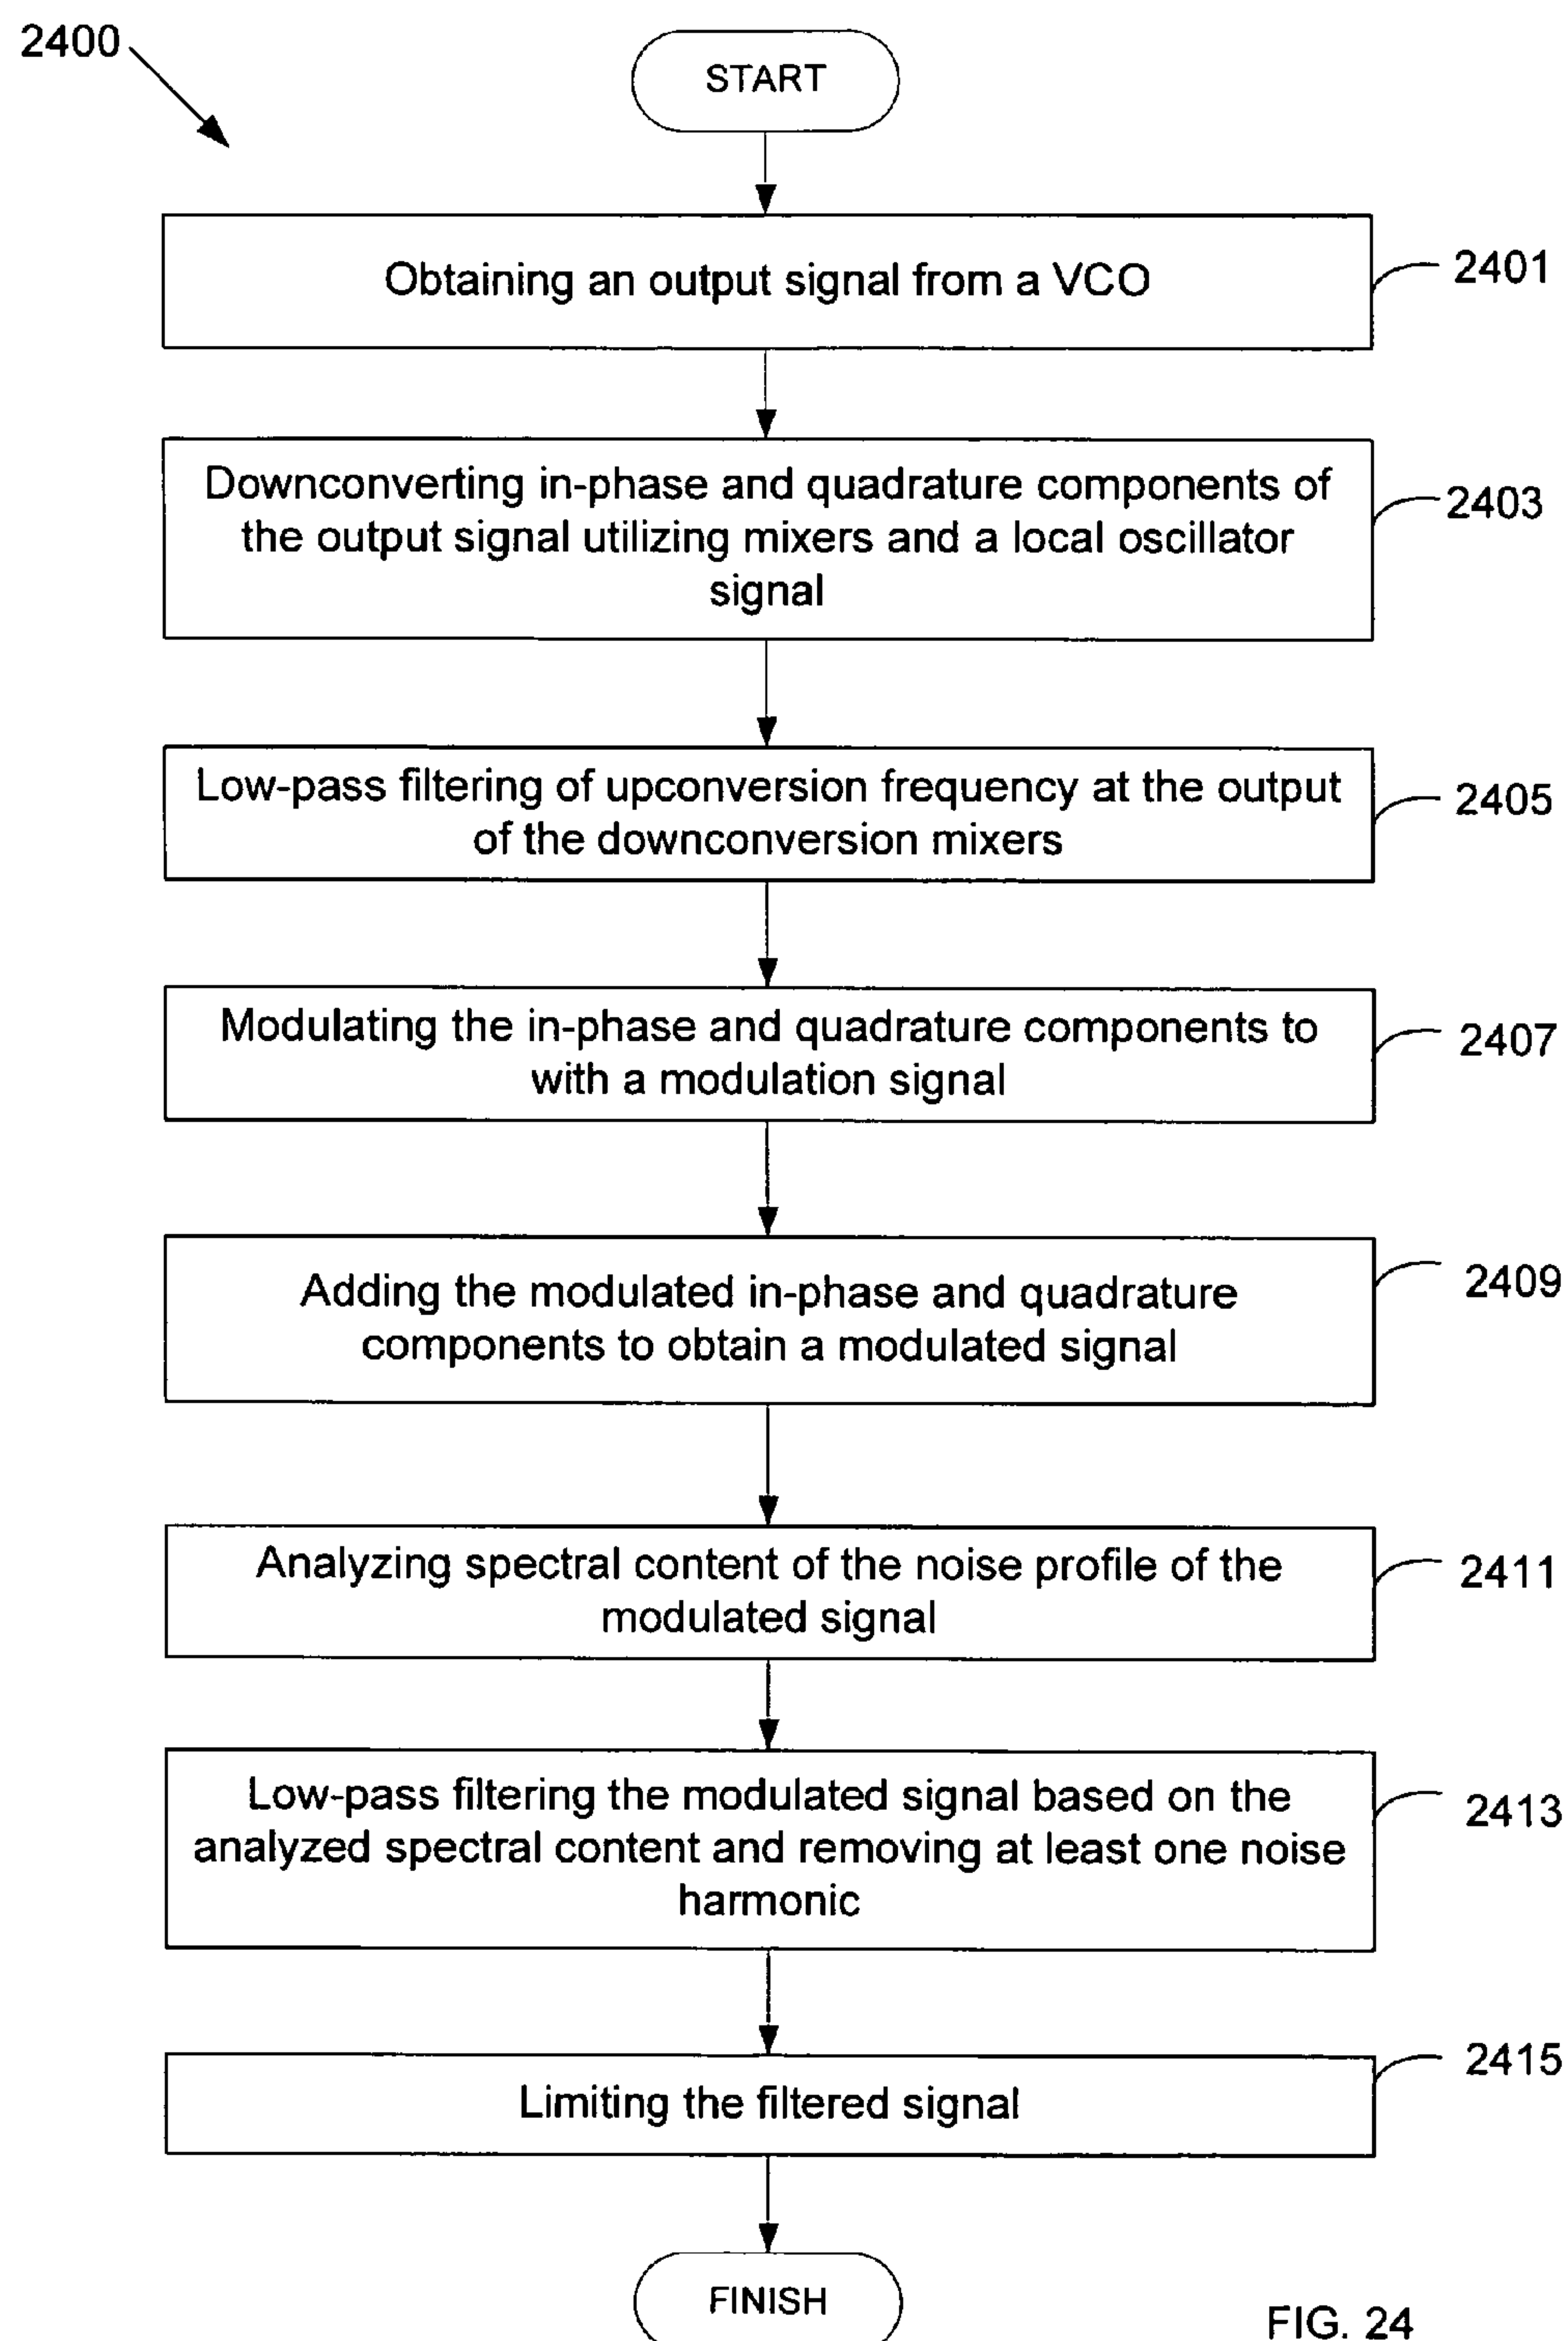 2400
START
Obtaining an output signal from a VCO
2401
Downconverting in-phase and quadrature components of
the output signal utilizing mixers and a local oscillator
signal
2403
Low-pass filtering of upconversion frequency at the output
of the downconversion mixers
2405
Modulating the in-phase and quadrature components to
with a modulation signal
2407
Adding the modulated in-phase and quadrature
components to obtain a modulated signal
2409
Analyzing spectral content of the noise profile of the
modulated signal
2411
Low-pass filtering the modulated signal based on the
analyzed spectral content and removing at least one noise
harmonic
2413
Limiting the filtered signal
2415
FINISH
FIG. 24